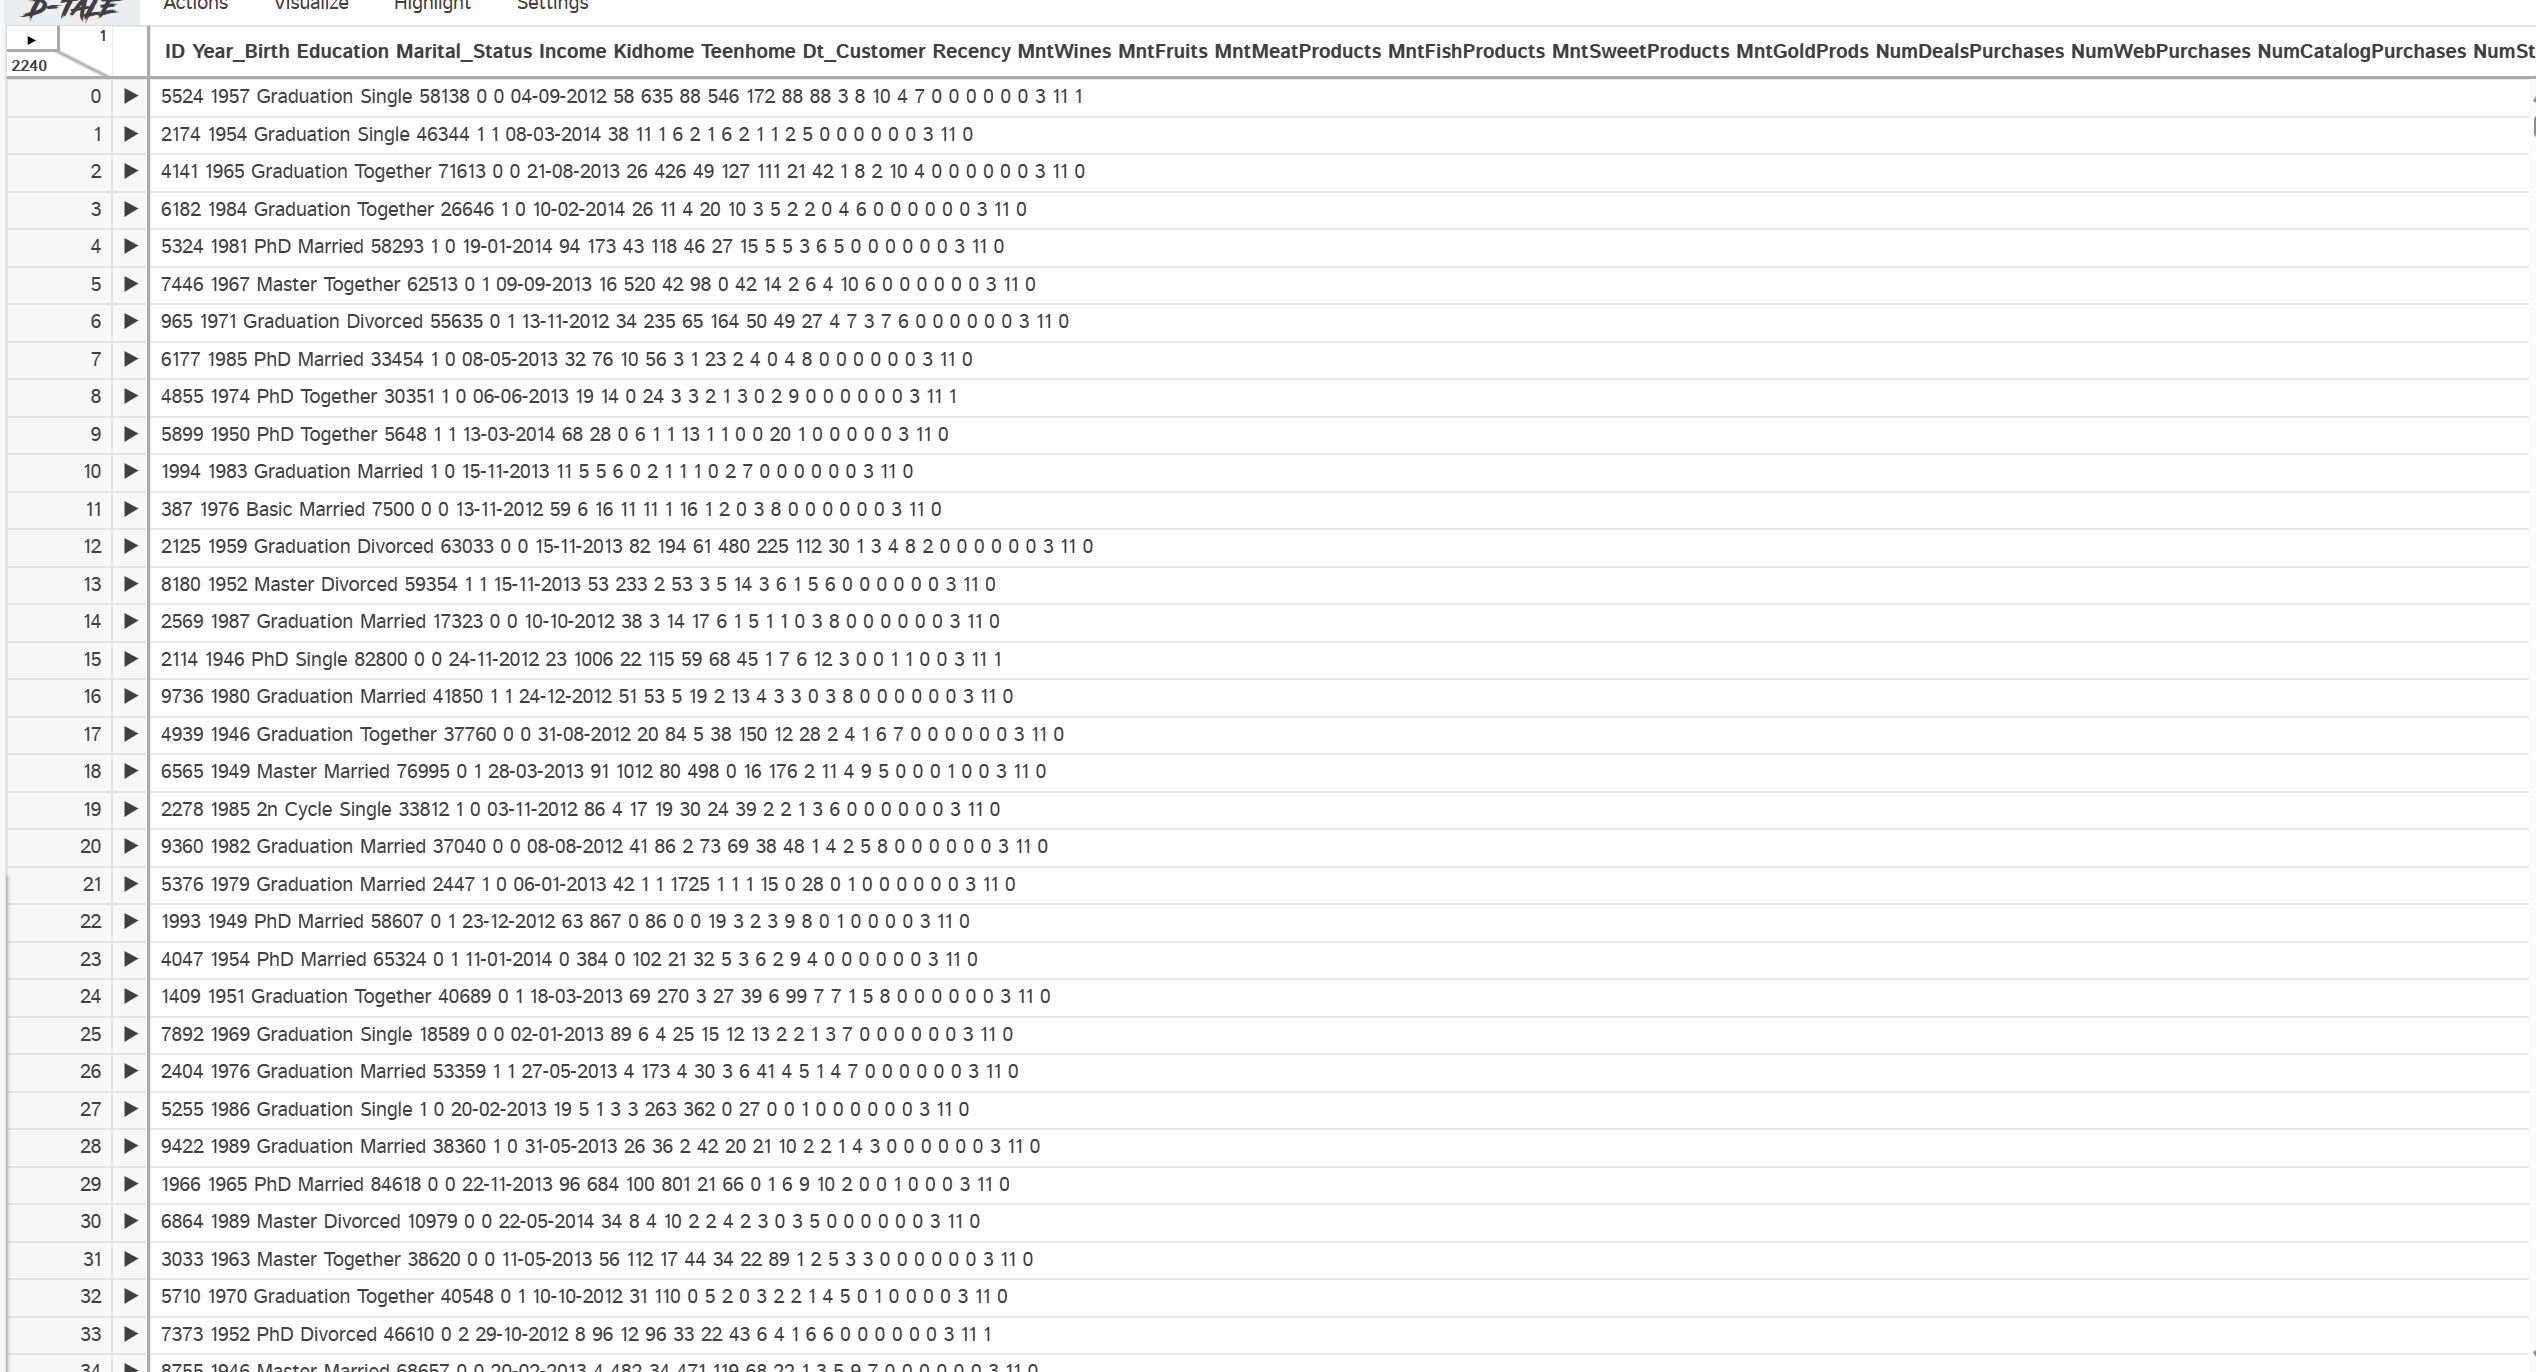 D-TALE Actions Visualize Highlight Settings
1
2240
ID Year_Birth Education Marital_Status Income Kidhome Teenhome Dt_Customer Recency MntWines MntFruits MntMeatProducts MntFishProducts MntSweetProducts MntGoldProds NumDealsPurchases NumWebPurchases NumCatalogPurchases NumSt
0 5524 1957 Graduation Single 58138 0 0 04-09-2012 58 635 88 546 172 88 88 3 8 10 4 7 0 0 0 0 0 0 3 11 1
1 2174 1954 Graduation Single 46344 1 1 08-03-2014 38 11 1 6 2 1 6 2 1 1 2 5 0 0 0 0 0 0 3 11 0
2 4141 1965 Graduation Together 71613 0 0 21-08-2013 26 426 49 127 111 21 42 1 8 2 10 4 0 0 0 0 0 0 3 11 0
3 6182 1984 Graduation Together 26646 1 0 10-02-2014 26 11 4 20 10 3 5 2 2 0 4 6 0 0 0 0 0 0 3 11 0
4 5324 1981 PhD Married 58293 1 0 19-01-2014 94 173 43 118 46 27 15 5 5 3 6 5 0 0 0 0 0 0 3 11 0
5 7446 1967 Master Together 62513 0 1 09-09-2013 16 520 42 98 0 42 14 2 6 4 10 6 0 0 0 0 0 0 3 11 0
6 965 1971 Graduation Divorced 55635 0 1 13-11-2012 34 235 65 164 50 49 27 4 7 3 7 6 0 0 0 0 0 0 3 11 0
7 6177 1985 PhD Married 33454 1 0 08-05-2013 32 76 10 56 3 1 23 2 4 0 4 8 0 0 0 0 0 0 3 11 0
8 4855 1974 PhD Together 30351 1 0 06-06-2013 19 14 0 24 3 3 2 1 3 0 2 9 0 0 0 0 0 0 3 11 1
9 5899 1950 PhD Together 5648 1 1 13-03-2014 68 28 0 6 1 1 13 1 1 0 0 20 1 0 0 0 0 0 3 11 0
10 1994 1983 Graduation Married 1 0 15-11-2013 11 5 5 6 0 2 1 1 1 0 2 7 0 0 0 0 0 0 3 11 0
11 387 1976 Basic Married 7500 0 0 13-11-2012 59 6 16 11 11 1 16 1 2 0 3 8 0 0 0 0 0 0 3 11 0
12 2125 1959 Graduation Divorced 63033 0 0 15-11-2013 82 194 61 480 225 112 30 1 3 4 8 2 0 0 0 0 0 0 3 11 0
13 8180 1952 Master Divorced 59354 1 1 15-11-2013 53 233 2 53 3 5 14 3 6 1 5 6 0 0 0 0 0 0 3 11 0
14 2569 1987 Graduation Married 17323 0 0 10-10-2012 38 3 14 17 6 1 5 1 1 0 3 8 0 0 0 0 0 0 3 11 0
15 2114 1946 PhD Single 82800 0 0 24-11-2012 23 1006 22 115 59 68 45 1 7 6 12 3 0 0 1 1 0 0 3 11 1
16 9736 1980 Graduation Married 41850 1 1 24-12-2012 51 53 5 19 2 13 4 3 3 0 3 8 0 0 0 0 0 0 3 11 0
17 4939 1946 Graduation Together 37760 0 0 31-08-2012 20 84 5 38 150 12 28 2 4 1 6 7 0 0 0 0 0 0 3 11 0
18 6565 1949 Master Married 76995 0 1 28-03-2013 91 1012 80 498 0 16 176 2 11 4 9 5 0 0 0 1 0 0 3 11 0
19 2278 1985 2n Cycle Single 33812 1 0 03-11-2012 86 4 17 19 30 24 39 2 2 1 3 6 0 0 0 0 0 0 3 11 0
20 9360 1982 Graduation Married 37040 0 0 08-08-2012 41 86 2 73 69 38 48 1 4 2 5 8 0 0 0 0 0 0 3 11 0
21 5376 1979 Graduation Married 2447 1 0 06-01-2013 42 1 1 1725 1 1 1 15 0 28 0 1 0 0 0 0 0 0 3 11 0
22 1993 1949 PhD Married 58607 0 1 23-12-2012 63 867 0 86 0 0 19 3 2 3 9 8 0 1 0 0 0 0 3 11 0
23 4047 1954 PhD Married 65324 0 1 11-01-2014 0 384 0 102 21 32 5 3 6 2 9 4 0 0 0 0 0 0 3 11 0
24 1409 1951 Graduation Together 40689 0 1 18-03-2013 69 270 3 27 39 6 99 7 7 1 5 8 0 0 0 0 0 0 3 11 0
25 7892 1969 Graduation Single 18589 0 0 02-01-2013 89 6 4 25 15 12 13 2 2 1 3 7 0 0 0 0 0 0 3 11 0
26 2404 1976 Graduation Married 53359 1 1 27-05-2013 4 173 4 30 3 6 41 4 5 1 4 7 0 0 0 0 0 0 3 11 0
27 5255 1986 Graduation Single 1 0 20-02-2013 19 5 1 3 3 263 362 0 27 0 0 1 0 0 0 0 0 0 3 11 0
28 9422 1989 Graduation Married 38360 1 0 31-05-2013 26 36 2 42 20 21 10 2 2 1 4 3 0 0 0 0 0 0 3 11 0
29 1966 1965 PhD Married 84618 0 0 22-11-2013 96 684 100 801 21 66 0 1 6 9 10 2 0 0 1 0 0 0 3 11 0
30 6864 1989 Master Divorced 10979 0 0 22-05-2014 34 8 4 10 2 2 4 2 3 0 3 5 0 0 0 0 0 0 3 11 0
31 3033 1963 Master Together 38620 0 0 11-05-2013 56 112 17 44 34 22 89 1 2 5 3 3 0 0 0 0 0 0 3 11 0
32 5710 1970 Graduation Together 40548 0 1 10-10-2012 31 110 0 5 2 0 3 2 2 1 4 5 0 1 0 0 0 0 3 11 0
33 7373 1952 PhD Divorced 46610 0 2 29-10-2012 8 96 12 96 33 22 43 6 4 1 6 6 0 0 0 0 0 0 3 11 1
34 8755 1946 Master Married 68657 0 0 20-02-2013 4 482 34 471 119 68 22 1 3 5 9 7 0 0 0 0 0 0 3 11 0